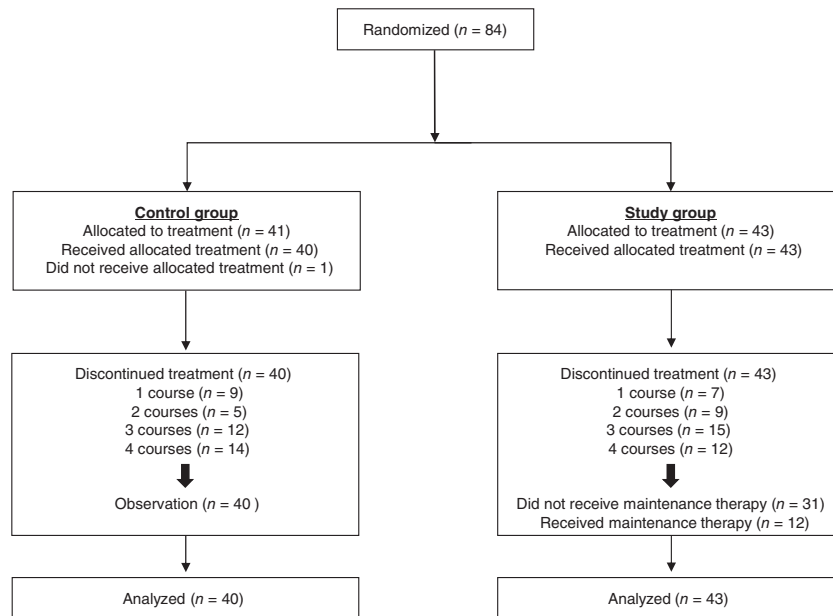 Randomized (n = 84)
Control group
Allocated to treatment (n = 41)
Received allocated treatment (n = 40)
Did not receive allocated treatment (n = 1)
Study group
Allocated to treatment (n = 43)
Received allocated treatment (n = 43)
Discontinued treatment (n = 40)
1 course (n = 9)
2 courses (n = 5)
3 courses (n = 12)
4 courses (n = 14)
Observation (n = 40 )
Discontinued treatment (n = 43)
1 course (n = 7)
2 courses (n = 9)
3 courses (n = 15)
4 courses (n = 12)
Did not receive maintenance therapy (n = 31)
Received maintenance therapy (n = 12)
Analyzed (n = 40)
Analyzed (n = 43)